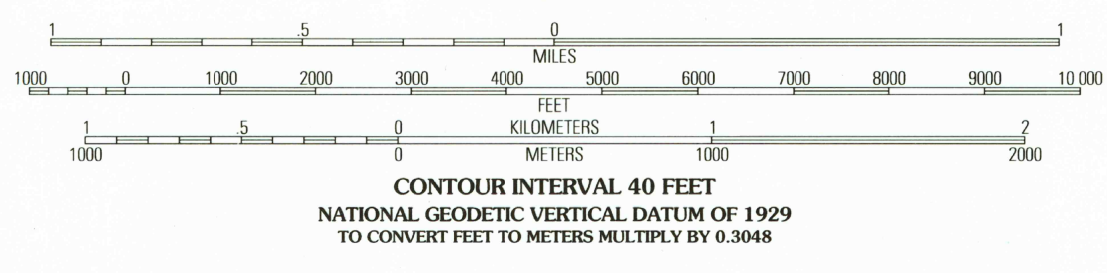 1 .5 0 1
MILES
1000 0 1000 2000 3000 4000 5000 6000 7000 8000 9000 10 000
FEET
1 .5 0 KILOMETERS 1 2
1000 0 METERS 1000 2000
CONTOUR INTERVAL 40 FEET
NATIONAL GEODETIC VERTICAL DATUM OF 1929
TO CONVERT FEET TO METERS MULTIPLY BY 0.3048